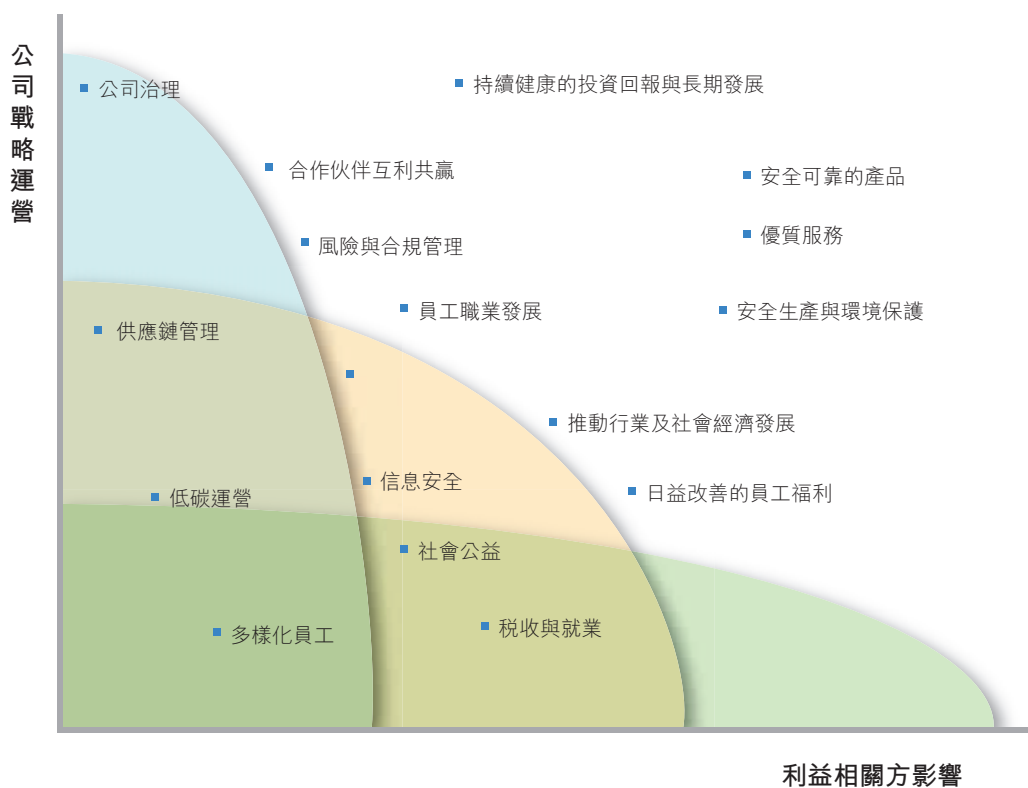 公司戰略運營
公司治理
持續健康的投資回報與長期發展
合作伙伴互利共贏
安全可靠的產品
優質服務
風險與合規管理
員工職業發展
安全生產與環境保護
供應鏈管理
推動行業及社會經濟發展
信息安全
日益改善的員工福利
低碳運營
社會公益
稅收與就業
多樣化員工
利益相關方影響